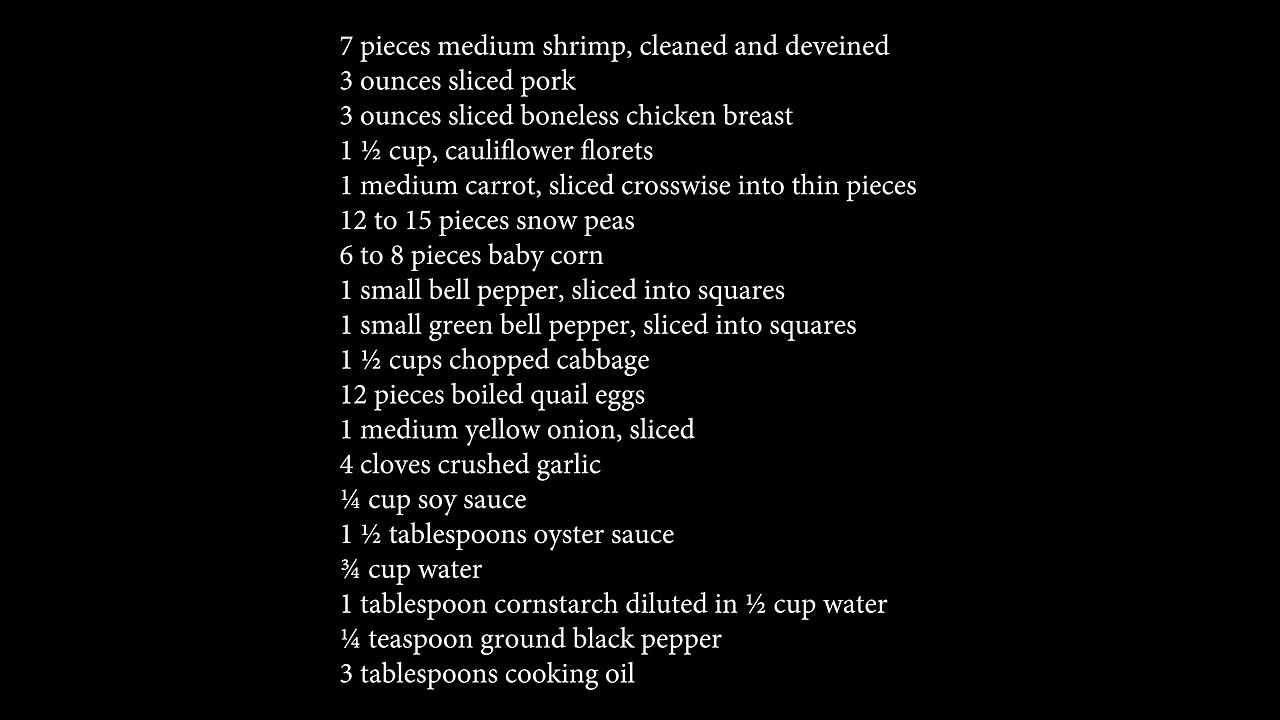 7 pieces medium shrimp, cleaned and deveined
3 ounces sliced pork
3 ounces sliced boneless chicken breast
1 ½ cup, cauliflower florets
1 medium carrot, sliced crosswise into thin pieces
12 to 15 pieces snow peas
6 to 8 pieces baby corn
1 small bell pepper, sliced into squares
1 small green bell pepper, sliced into squares
1 ½ cups chopped cabbage
12 pieces boiled quail eggs
1 medium yellow onion, sliced
4 cloves crushed garlic
¼ cup soy sauce
1 ½ tablespoons oyster sauce
¾ cup water
1 tablespoon cornstarch diluted in ½ cup water
¼ teaspoon ground black pepper
3 tablespoons cooking oil